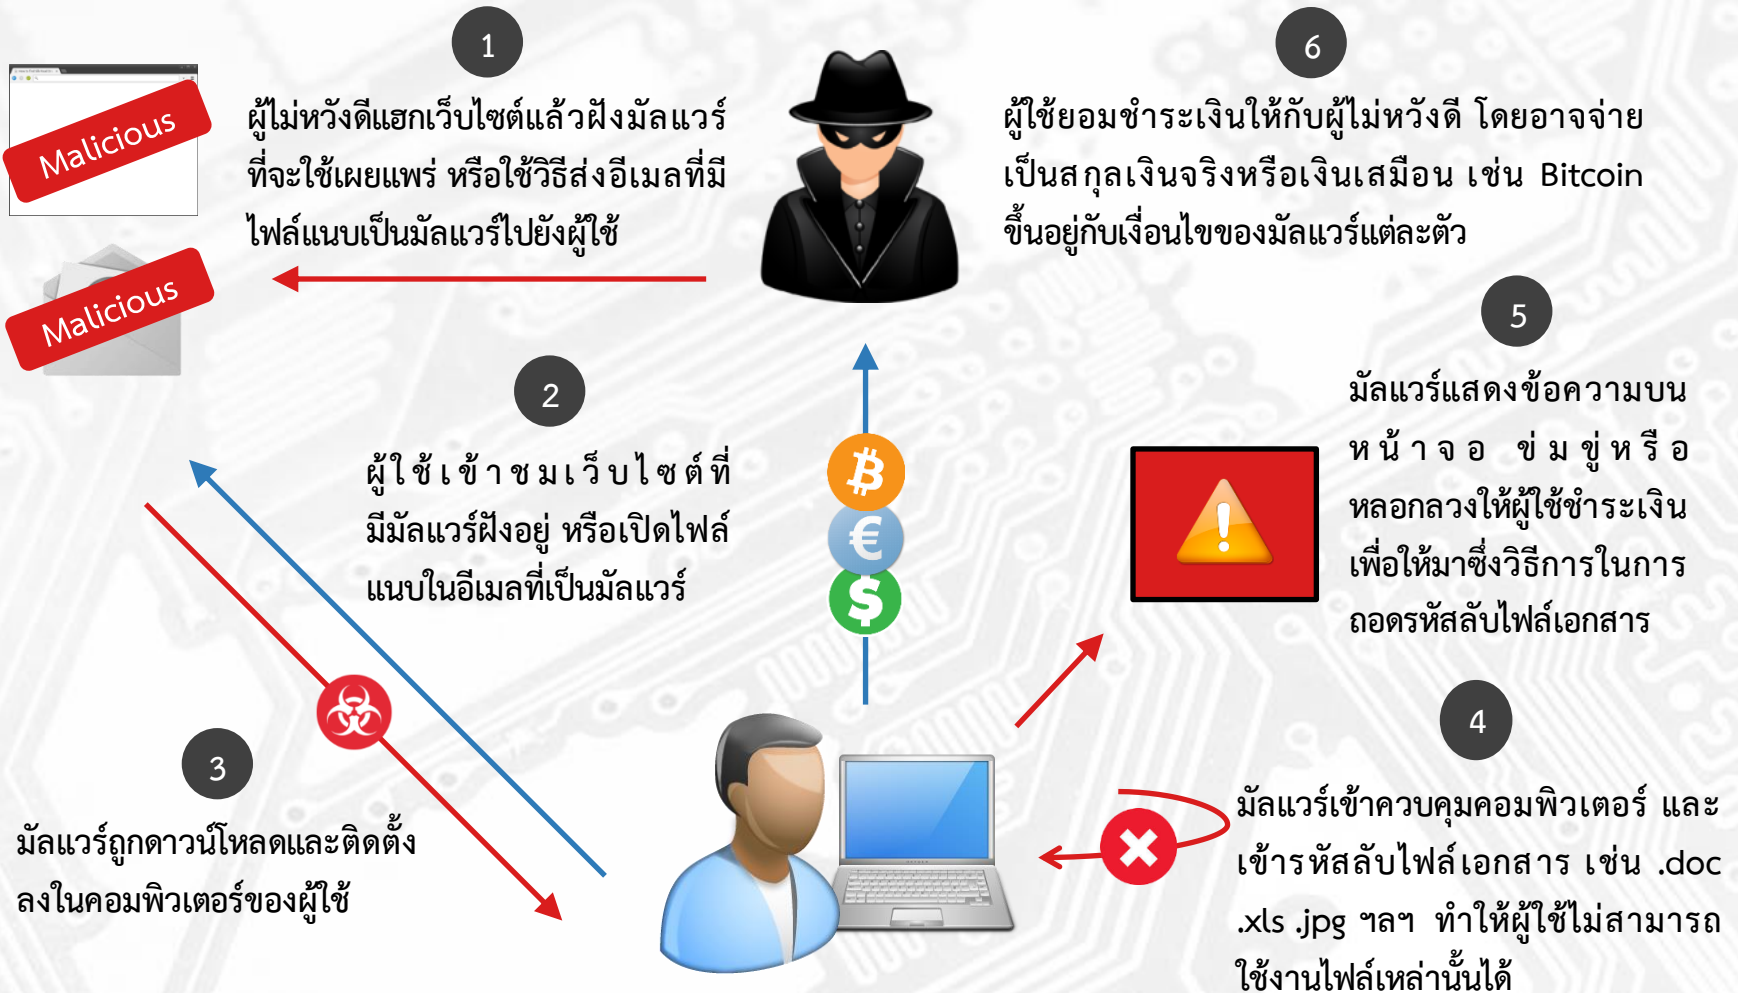 1
ผู้ไม่หวังดีแฮกเว็บไซต์แล้วฝังมัลแวร์
ที่จะใช้เผยแพร่ หรือใช้วิธีส่งอีเมลที่มี
ไฟล์แนบเป็นมัลแวร์ไปยังผู้ใช้
Malicious
Malicious
2
ผู้ใช้เข้าชมเว็บไซต์ที่
มีมัลแวร์ฝังอยู่ หรือเปิดไฟล์
แนบในอีเมลที่เป็นมัลแวร์
3
มัลแวร์ถูกดาวน์โหลดและติดตั้ง
ลงในคอมพิวเตอร์ของผู้ใช้
4
มัลแวร์เข้าควบคุมคอมพิวเตอร์ และ
เข้ารหัสลับไฟล์เอกสาร เช่น .doc
.xls .jpg ฯลฯ ทำให้ผู้ใช้ไม่สามารถ
ใช้งานไฟล์เหล่านั้นได้
5
มัลแวร์แสดงข้อความบน
หน้าจอ ข่มขู่หรือ
หลอกลวงให้ผู้ใช้ชำระเงิน
เพื่อให้มาซึ่งวิธีการในการ
ถอดรหัสลับไฟล์เอกสาร
6
ผู้ใช้ยอมชำระเงินให้กับผู้ไม่หวังดี โดยอาจจ่าย
เป็นสกุลเงินจริงหรือเงินเสมือน เช่น Bitcoin
ขึ้นอยู่กับเงื่อนไขของมัลแวร์แต่ละตัว